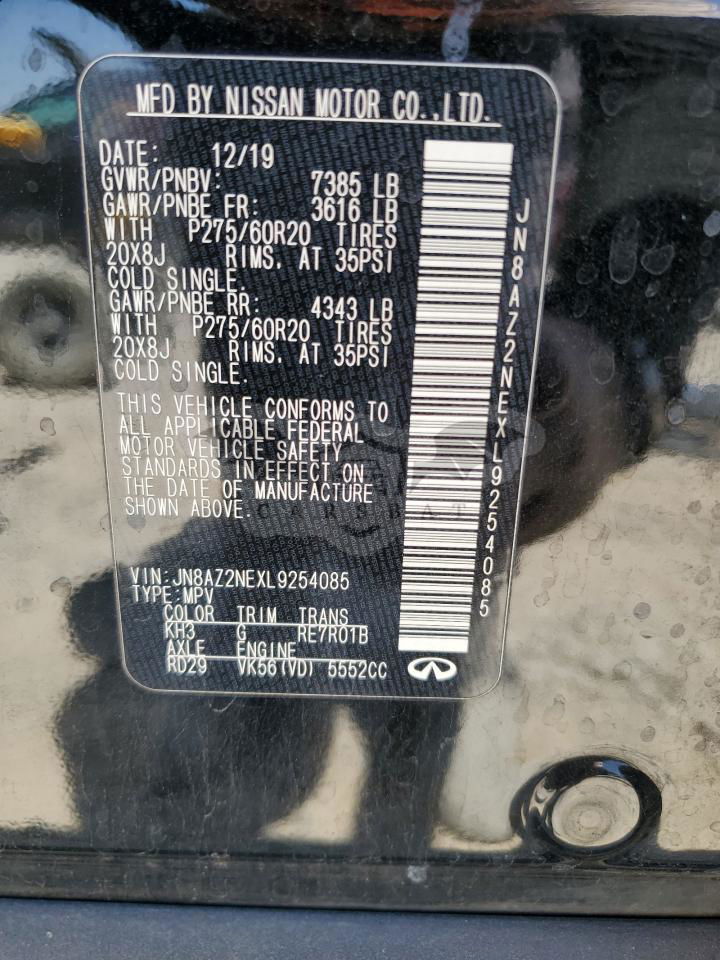 MFD BY NISSAN MOTOR CO.,LTD.
DATE: 12/19
GVWR/PNBV: 7385 LB
GAWR/PNBE FR: 3616 LB
WITH P275/60R20 TIRES
20X8J RIMS. AT 35PSI
COLD SINGLE.
GAWR/PNBE RR: 4343 LB
WITH P275/60R20 TIRES
20X8J RIMS. AT 35PSI
COLD SINGLE.
THIS VEHICLE CONFORMS TO
ALL APPLICABLE FEDERAL
MOTOR VEHICLE SAFETY
STANDARDS IN EFFECT ON
THE DATE OF MANUFACTURE
SHOWN ABOVE.
VIN:JN8AZ2NEXL9254085
TYPE:MPV
COLOR TRIM TRANS
KH3 G RE7R01B
AXLE ENGINE
RD29 VK56(VD) 5552CC
JN8AZ2NEXL9254085